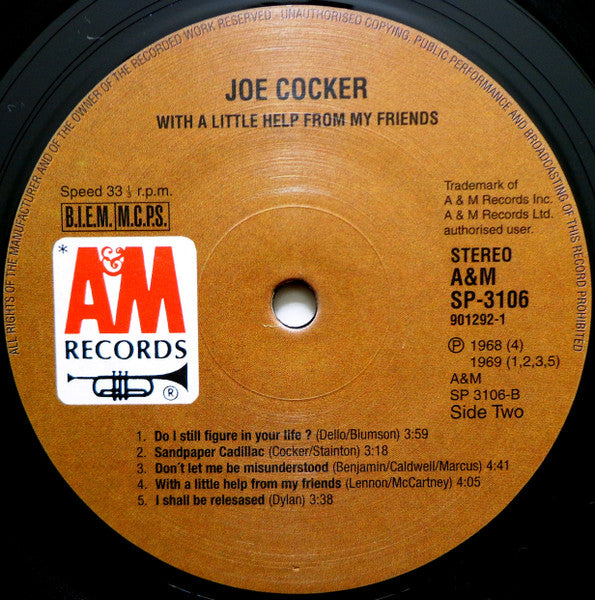 ALL RIGHTS OF THE MANUFACTURER AND OF THE OWNER OF THE RECORDED WORK RESERVED - UNAUTHORISED COPYING, PUBLIC PERFORMANCE AND BROADCASTING OF THIS RECORD PROHIBITED
JOE COCKER
WITH A LITTLE HELP FROM MY FRIENDS
Speed 33 ⅓ r.p.m.
B.I.E.M. M.C.P.S.
Trademark of
A & M Records Inc.
A & M Records Ltd.
authorised user.
*
A&M
RECORDS
®
STEREO
A&M
SP-3106
901292-1
℗ 1968 (4)
1969 (1,2,3,5)
A&M
SP 3106-B
Side Two
1. Do I still figure in your life ? (Dello/Blumson) 3:59
2. Sandpaper Cadillac (Cocker/Stainton) 3:18
3. Don´t let me be misunderstood (Benjamin/Caldwell/Marcus) 4:41
4. With a little help from my friends (Lennon/McCartney) 4:05
5. I shall be relesased (Dylan) 3:38